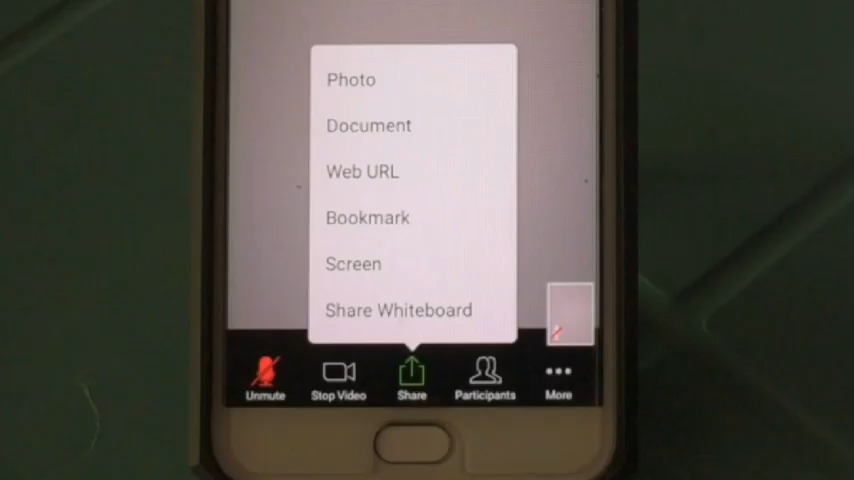 Photo
Document
Web URL
Bookmark
Screen
Share Whiteboard
Unmute Stop Video Share Participants More